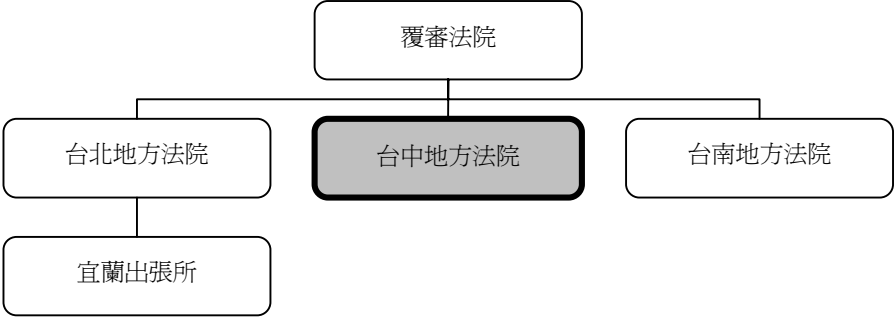 覆審法院
台北地方法院
台中地方法院
台南地方法院
宜蘭出張所